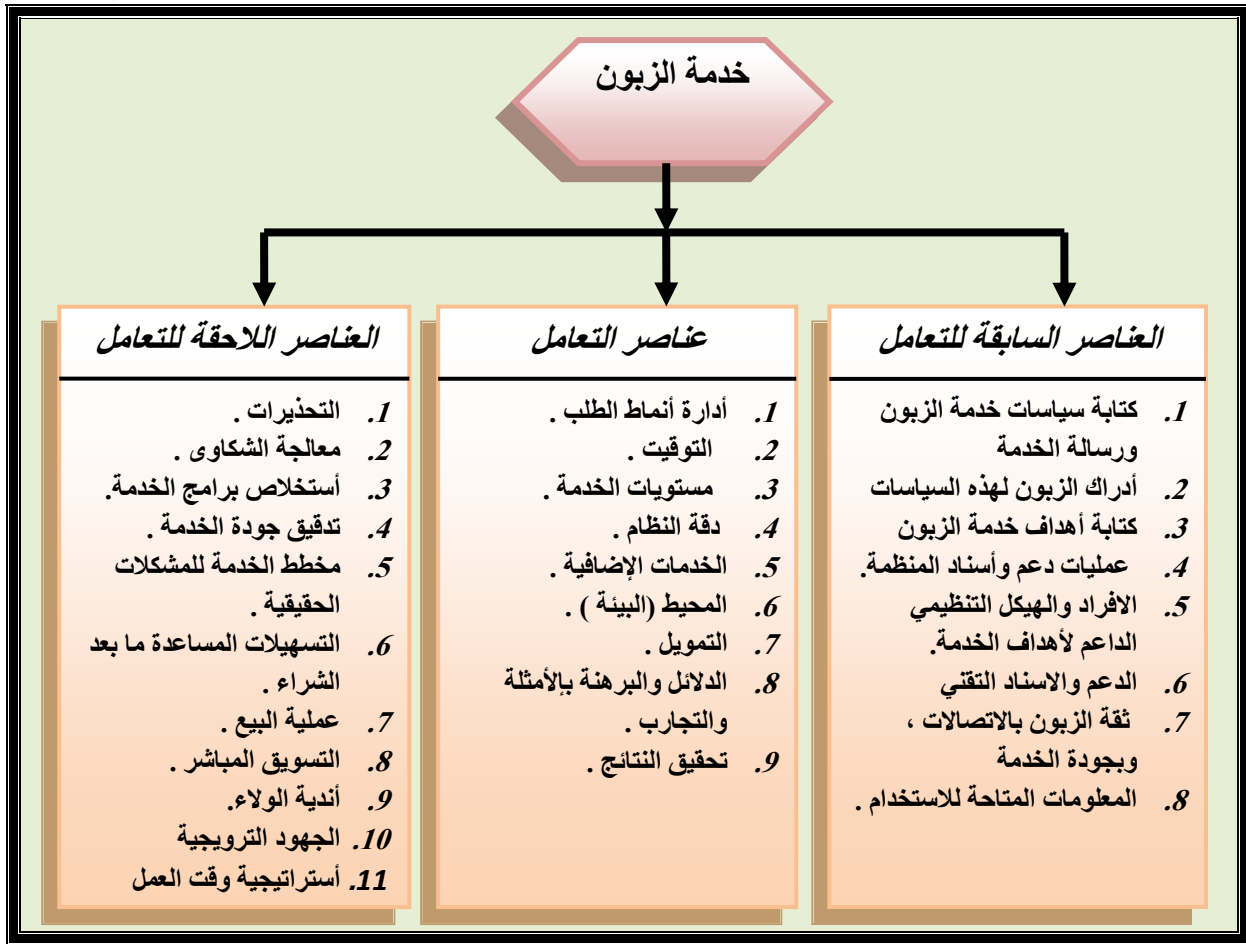 خدمة الزبون
العناصر السابقة للتعامل
1. كتابة سياسات خدمة الزبون
ورسالة الخدمة
2. أدراك الزبون لهذه السياسات
3. كتابة أهداف خدمة الزبون
4. عمليات دعم وأسناد المنظمة.
5. الافراد والهيكل التنظيمي
الداعم لأهداف الخدمة.
6. الدعم والاسناد التقني
7. ثقة الزبون بالاتصالات ،
وبجودة الخدمة
8. المعلومات المتاحة للاستخدام .
عناصر التعامل
1. أدارة أنماط الطلب .
2. التوقيت .
3. مستويات الخدمة .
4. دقة النظام .
5. الخدمات الإضافية .
6. المحيط (البيئة ) .
7. التمويل .
8. الدلائل والبرهنة بالأمثلة
والتجارب .
9. تحقيق النتائج .
العناصر اللاحقة للتعامل
1. التحذيرات .
2. معالجة الشكاوى .
3. أستخلاص برامج الخدمة.
4. تدقيق جودة الخدمة .
5. مخطط الخدمة للمشكلات
الحقيقية .
6. التسهيلات المساعدة ما بعد
الشراء .
7. عملية البيع .
8. التسويق المباشر .
9. أندية الولاء.
10. الجهود الترويجية
11. أستراتيجية وقت العمل